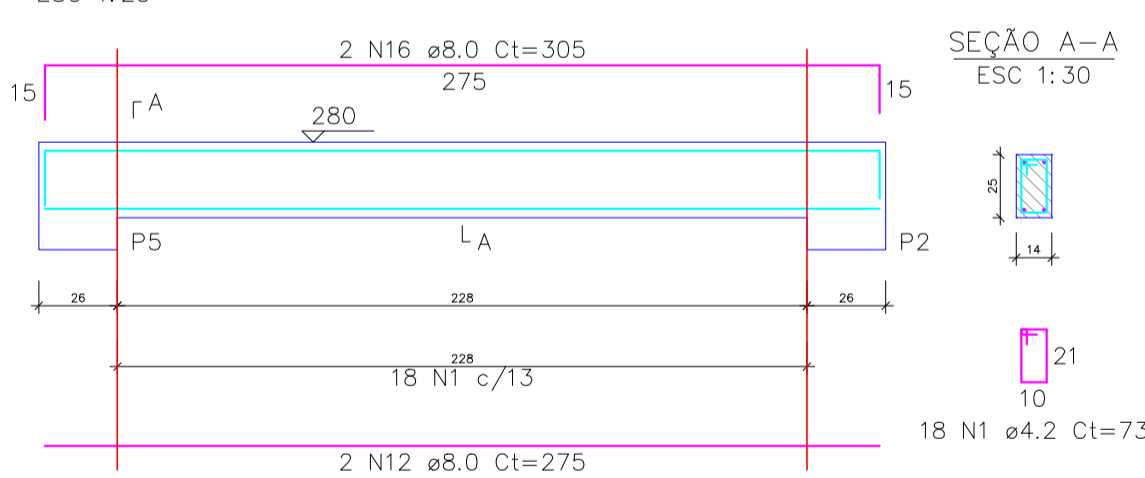 2 N16 ø8.0 Ct=305
275
15
15
A
280
P5
A
P2
26
228
26
228
18 N1 c/13
2 N12 ø8.0 Ct=275
SEÇÃO A-A
ESC 1:30
25
14
21
10
18 N1 ø4.2 Ct=73